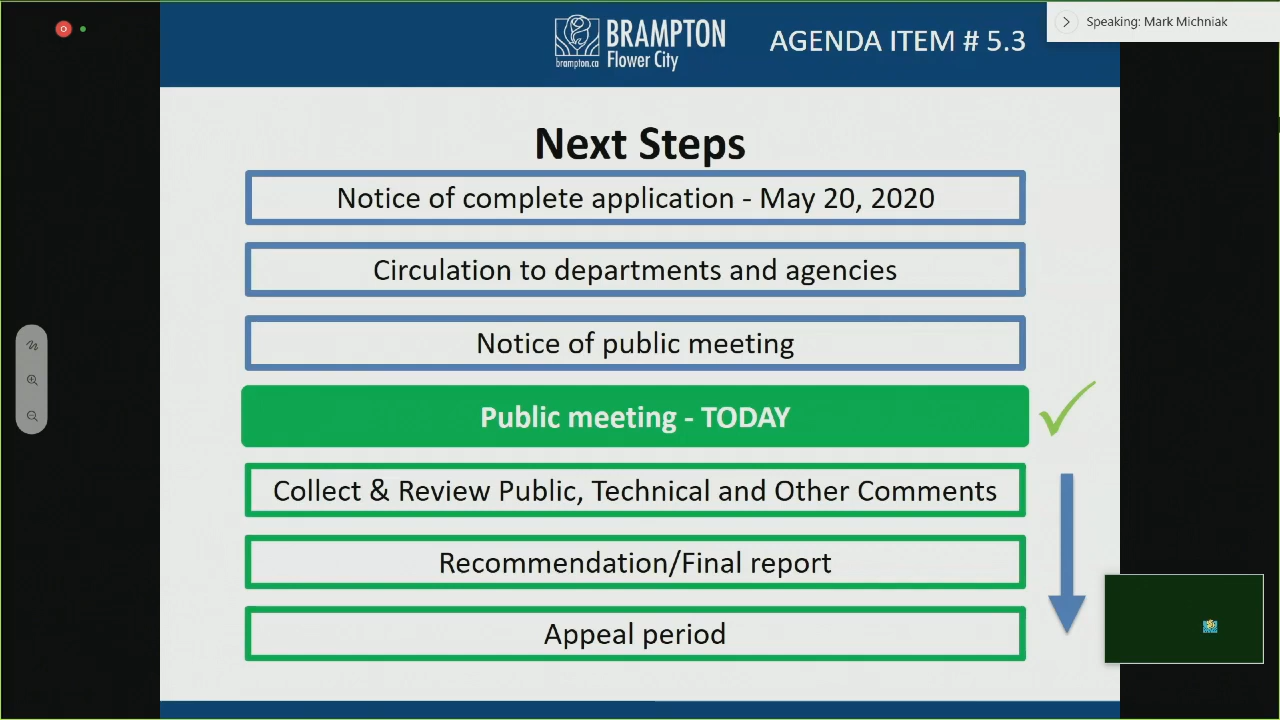 BRAMPTON
brampton.ca Flower City
AGENDA ITEM # 5.3
Speaking: Mark Michniak
Next Steps
Notice of complete application - May 20, 2020
Circulation to departments and agencies
Notice of public meeting
Public meeting - TODAY
Collect & Review Public, Technical and Other Comments
Recommendation/Final report
Appeal period